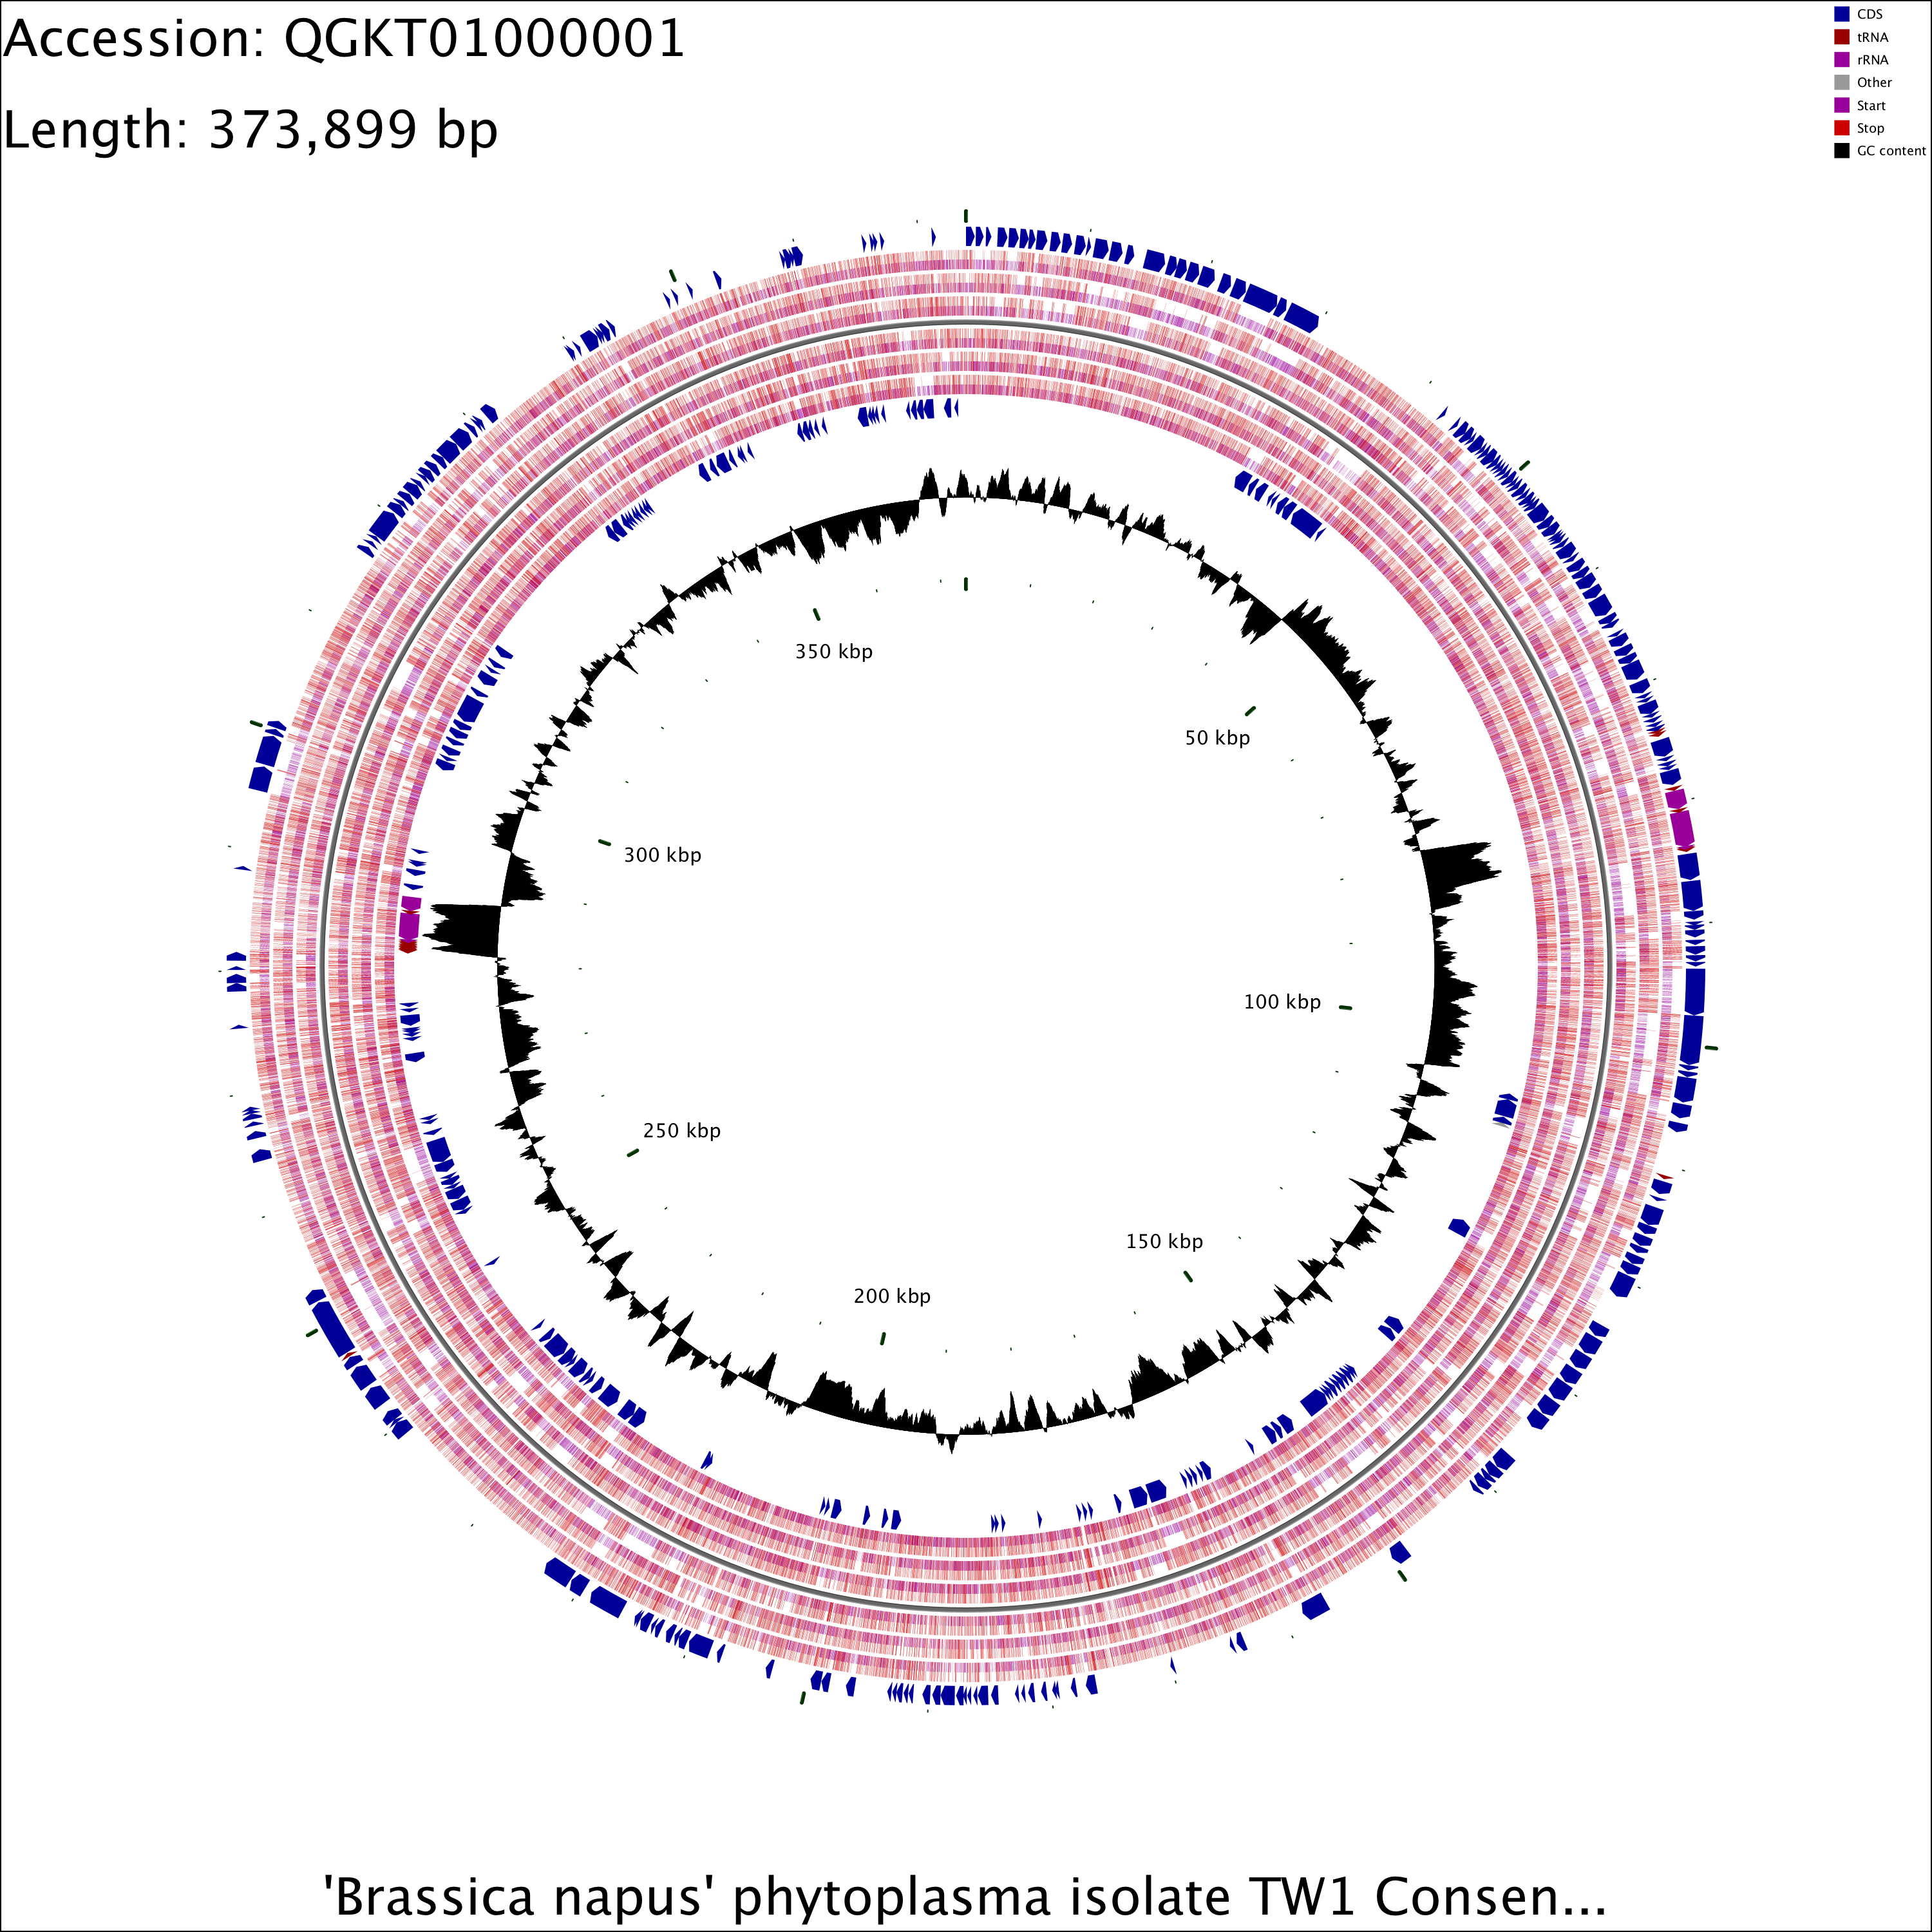 Accession: QGKT01000001
Length: 373,899 bp
CDS
tRNA
rRNA
Other
Start
Stop
GC content
350 kbp
50 kbp
300 kbp
100 kbp
250 kbp
150 kbp
200 kbp
'Brassica napus' phytoplasma isolate TW1 Consen...